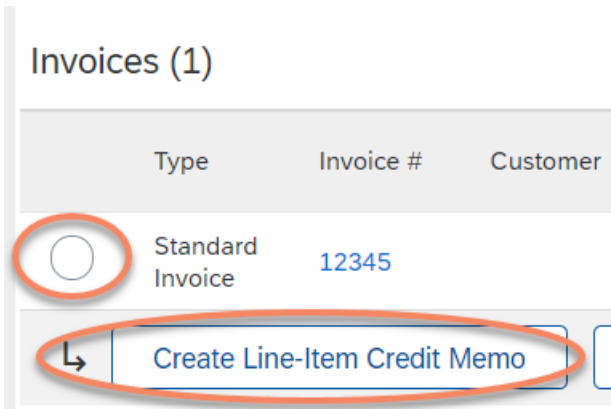 Invoices (1)
Type Invoice # Customer
Standard
Invoice
12345
Create Line-Item Credit Memo